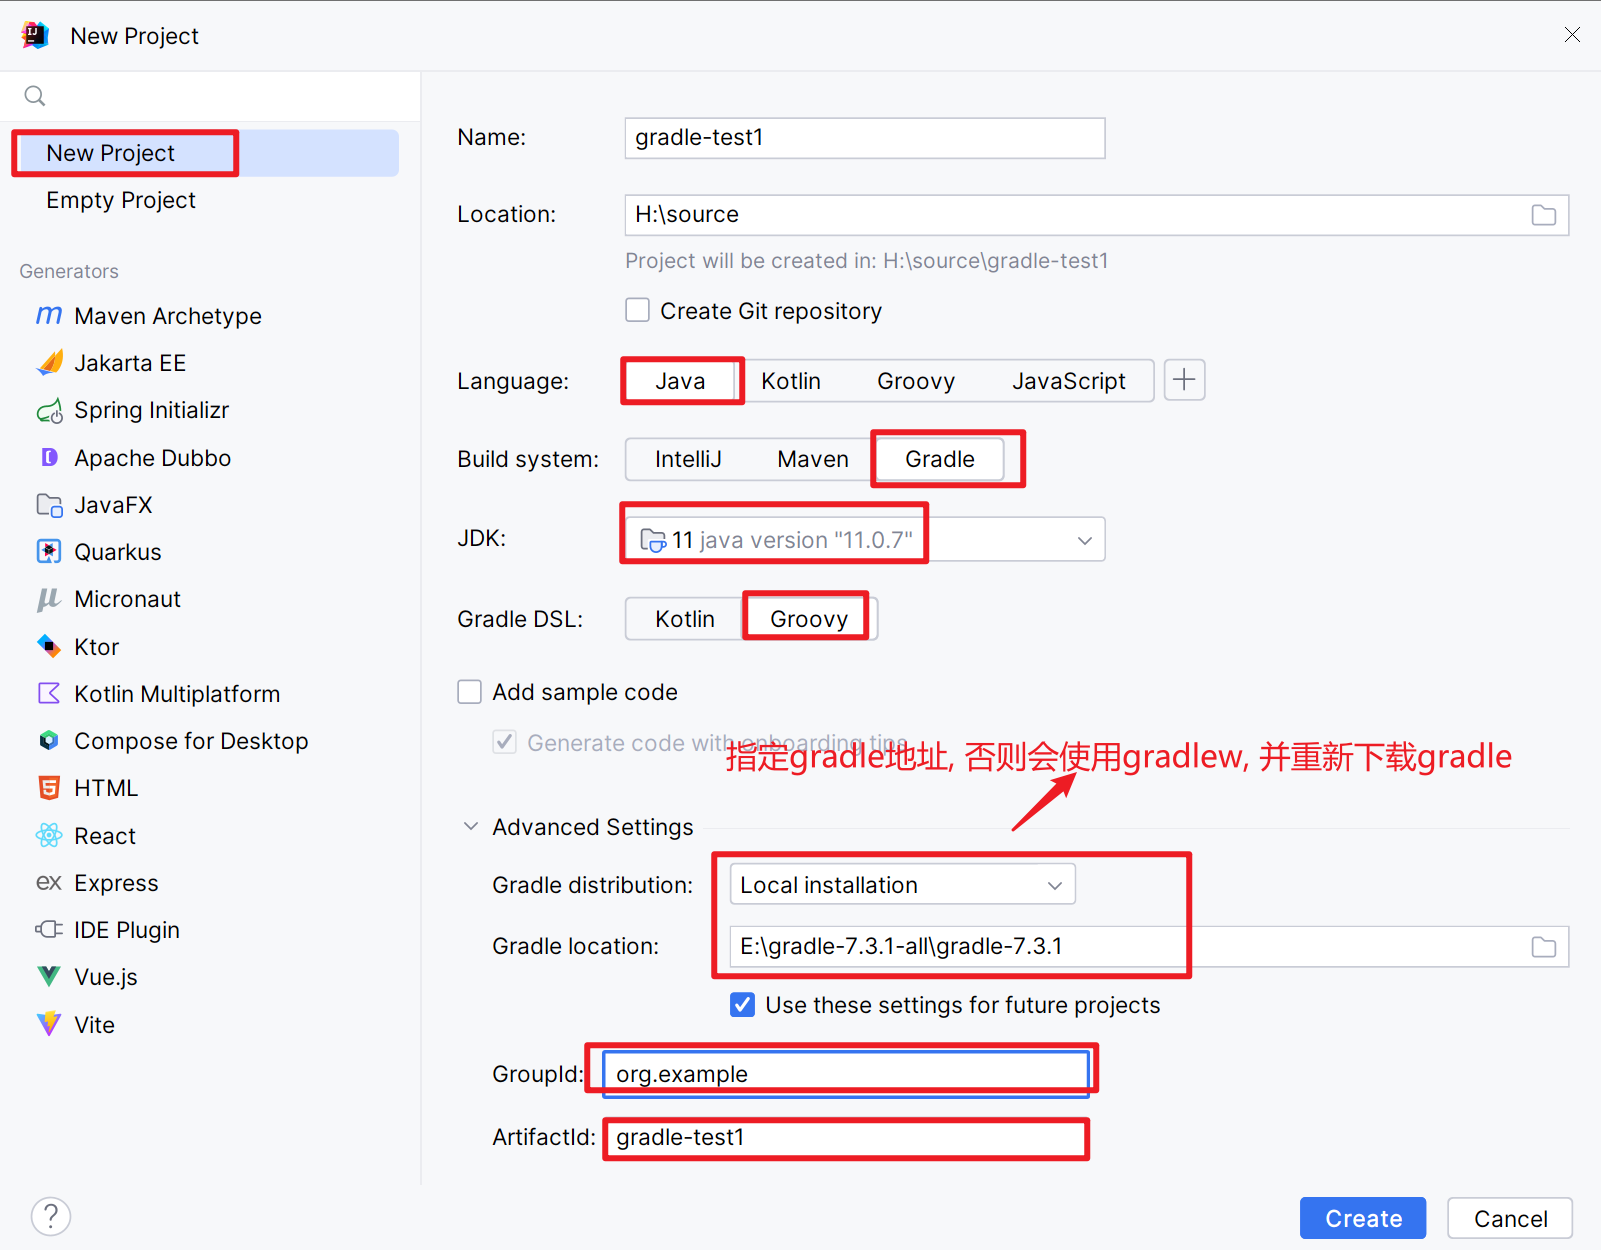 New Project
New Project
Empty Project
Generators
Maven Archetype
Jakarta EE
Spring Initializr
Apache Dubbo
JavaFX
Quarkus
Micronaut
Ktor
Kotlin Multiplatform
Compose for Desktop
HTML
React
Express
IDE Plugin
Vue.js
Vite
Name: gradle-test1
Location: H:\source
Project will be created in: H:\source\gradle-test1
Create Git repository
Language: Java Kotlin Groovy JavaScript
Build system: IntelliJ Maven Gradle
JDK: 11 java version "11.0.7"
Gradle DSL: Kotlin Groovy
Add sample code
Generate code with onboarding tips
指定gradle地址, 否则会使用gradlew, 并重新下载gradle
Advanced Settings
Gradle distribution: Local installation
Gradle location: E:\gradle-7.3.1-all\gradle-7.3.1
Use these settings for future projects
GroupId: org.example
ArtifactId: gradle-test1
Create Cancel